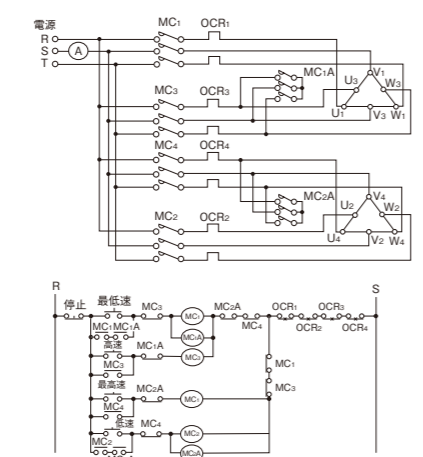 電源
MC₁ OCR₁
R
S A
T
MC₁A
V₁
U₃ W₃
MC₃ OCR₃
U₁ V₃ W₁
MC₄ OCR₄
MC₂A
V₄
U₂ W₂
MC₂ OCR₂
U₄ V₂ W₄
R S
停止 最低速 MC₃ MC₁ MC₂A OCR₁ OCR₃
MC₄ OCR₂ OCR₄
MC₁ MC₁A MC₁A
高速 MC₁A MC₃
MC₃
MC₁
MC₃
最高速 MC₂A MC₁
MC₄
低速 MC₄ MC₂
MC₂
MC₂A